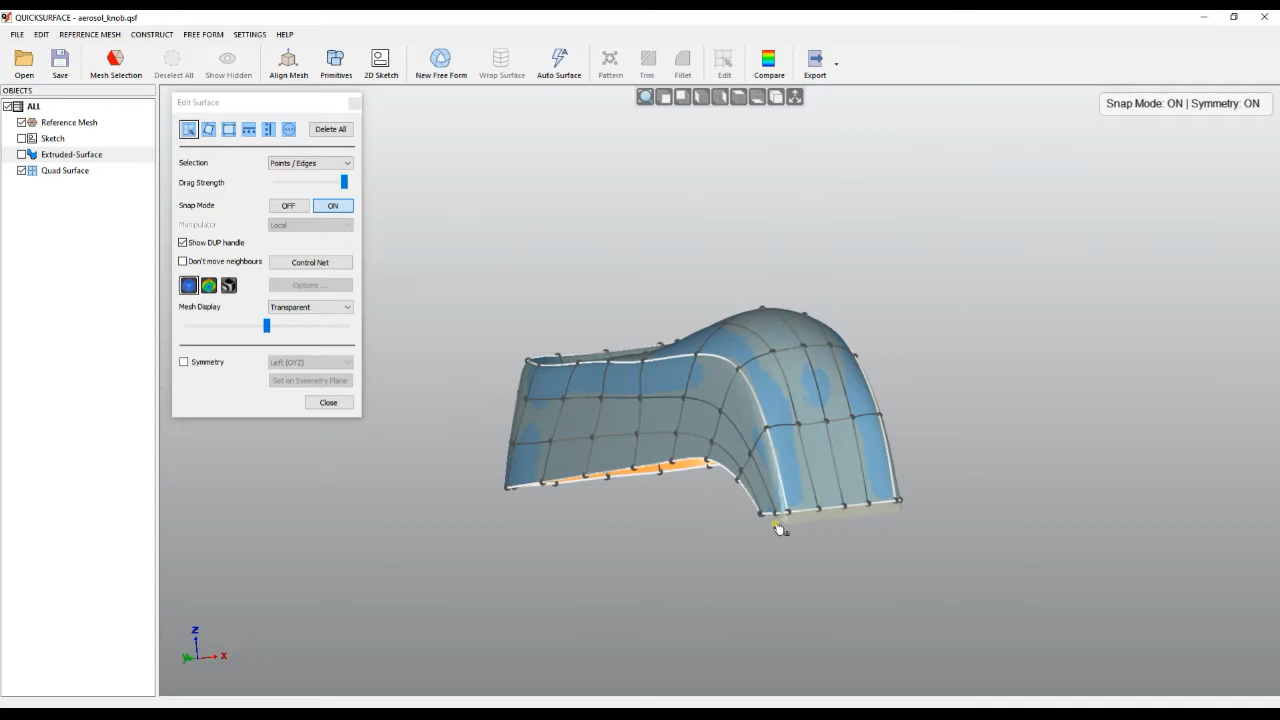 QUICKSURFACE - aerosol_knob.qsf
FILE EDIT REFERENCE MESH CONSTRUCT FREE FORM SETTINGS HELP
Open Save Mesh Selection Deselect All Show Hidden Align Mesh Primitives 2D Sketch New Free Form Wrap Surface Auto Surface Pattern Trim Fillet Edit Compare Export
OBJECTS
ALL
Reference Mesh
Sketch
Extruded-Surface
Quad Surface
Edit Surface
Delete All
Selection Points / Edges
Drag Strength
Snap Mode OFF ON
Manipulator Local
Show DUP handle
Don't move neighbours Control Net
Options ...
Mesh Display Transparent
Symmetry Left (OYZ)
Set on Symmetry Plane
Close
Snap Mode: ON | Symmetry: ON
z
y x